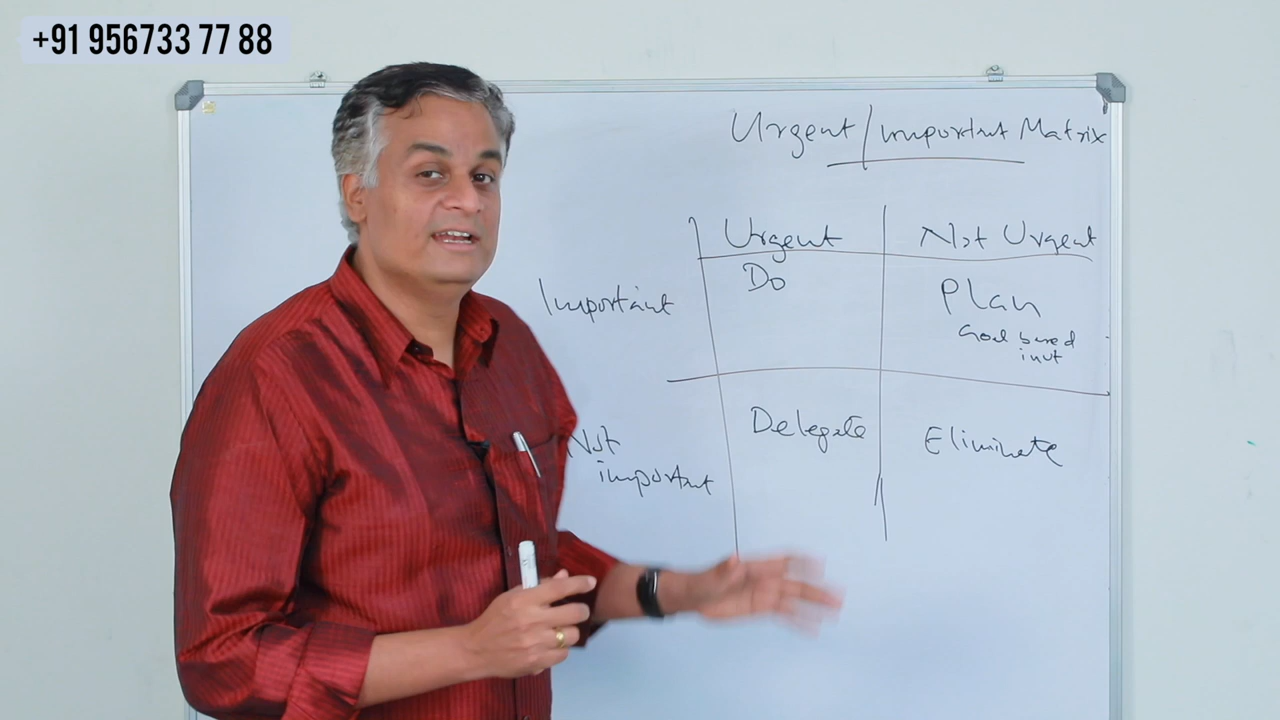 +91 956733 77 88
Urgent/Important Matrix
Urgent
Not Urgent
Important
Do
Plan
Goal based
invt
Not
important
Delegate
Eliminate